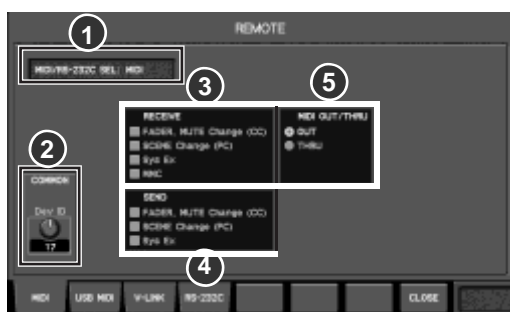 REMOTE
1
MIDI/RS-232C SEL: MIDI
3
5
RECEIVE
FADER, MUTE Change (CC)
SCENE Change (PC)
Sys Ex
MMC
MIDI OUT/THRU
OUT
THRU
2
COMMON
Dev ID
17
SEND
FADER, MUTE Change (CC)
SCENE Change (PC)
Sys Ex
4
MIDI
USB MIDI
V-LINK
RS-232C
CLOSE